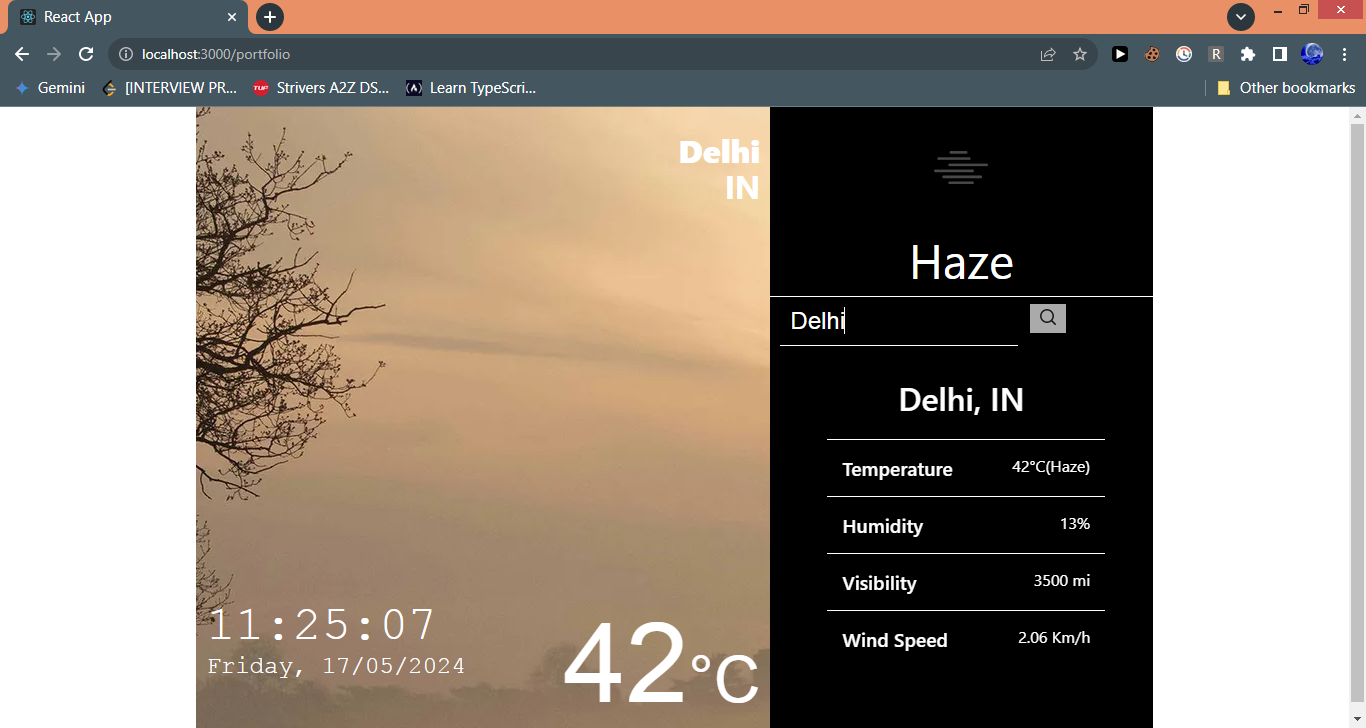 React App
localhost:3000/portfolio
R
Gemini
[INTERVIEW PR...
TUF
Strivers A2Z DS...
Learn TypeScri...
Other bookmarks
Delhi
IN
11:25:07
Friday, 17/05/2024
42°C
Haze
Delhi
Delhi, IN
Temperature 42°C(Haze)
Humidity 13%
Visibility 3500 mi
Wind Speed 2.06 Km/h